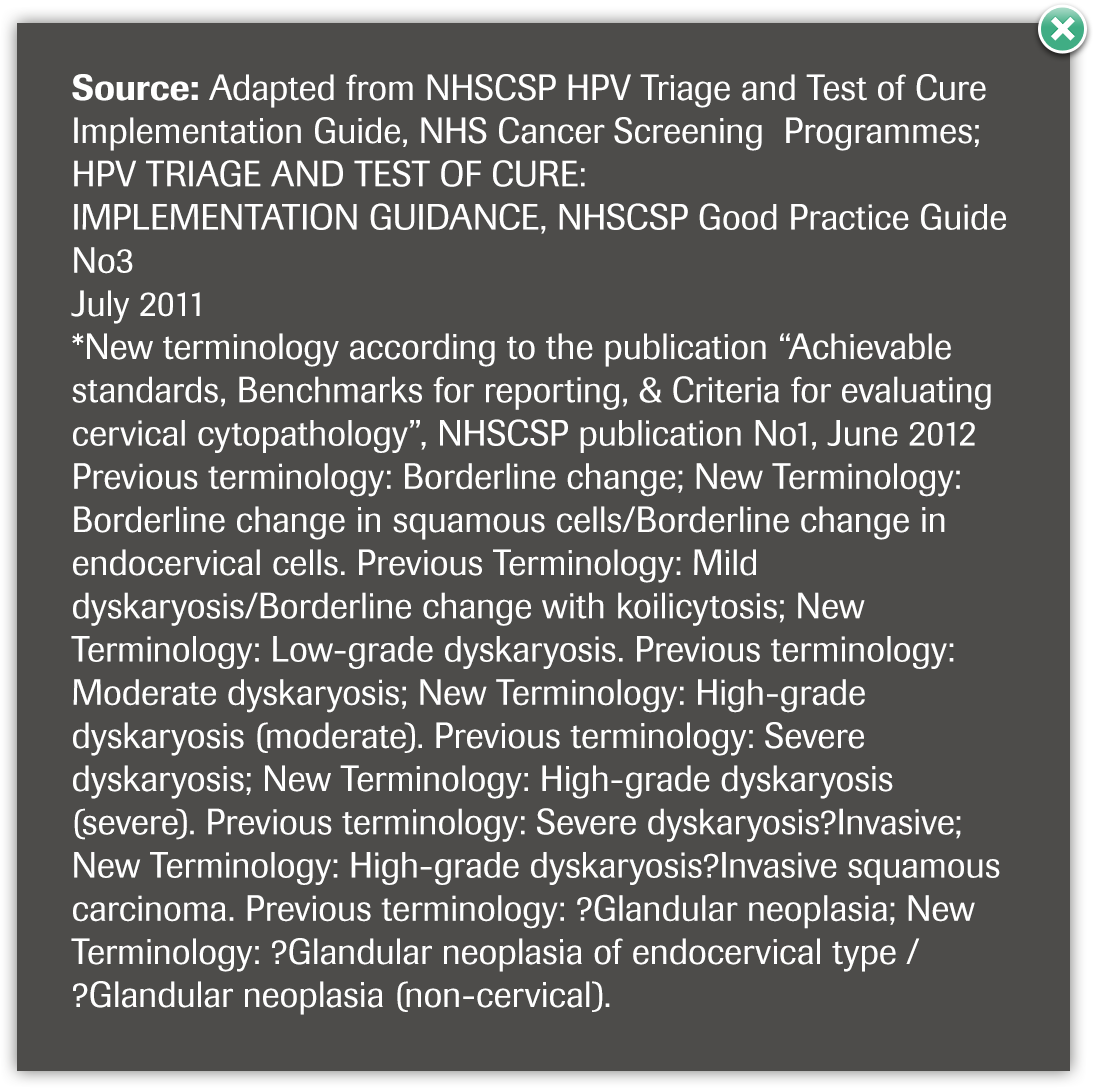 Source: Adapted from NHSCSP HPV Triage and Test of Cure
Implementation Guide, NHS Cancer Screening  Programmes;
HPV TRIAGE AND TEST OF CURE:
IMPLEMENTATION GUIDANCE, NHSCSP Good Practice Guide
No3
July 2011
*New terminology according to the publication “Achievable
standards, Benchmarks for reporting, & Criteria for evaluating
cervical cytopathology”, NHSCSP publication No1, June 2012
Previous terminology: Borderline change; New Terminology:
Borderline change in squamous cells/Borderline change in
endocervical cells. Previous Terminology: Mild
dyskaryosis/Borderline change with koilicytosis; New
Terminology: Low-grade dyskaryosis. Previous terminology:
Moderate dyskaryosis; New Terminology: High-grade
dyskaryosis (moderate). Previous terminology: Severe
dyskaryosis; New Terminology: High-grade dyskaryosis
(severe). Previous terminology: Severe dyskaryosis?Invasive;
New Terminology: High-grade dyskaryosis?Invasive squamous
carcinoma. Previous terminology: ?Glandular neoplasia; New
Terminology: ?Glandular neoplasia of endocervical type /
?Glandular neoplasia (non-cervical).